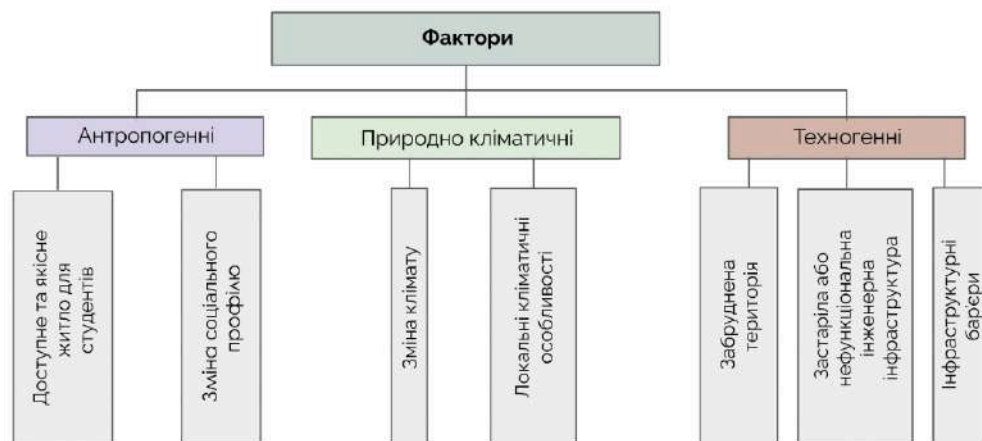 Фактори
Антропогенні
Природно кліматичні
Техногенні
Доступне та якісне
житло для
студентів
Зміна соціального
профілю
Зміна клімату
Локальні кліматичні
особливості
Забруднена
територія
Застаріла або
нефункціональна
інженерна
інфраструктура
Інфраструктурні
бар'єри